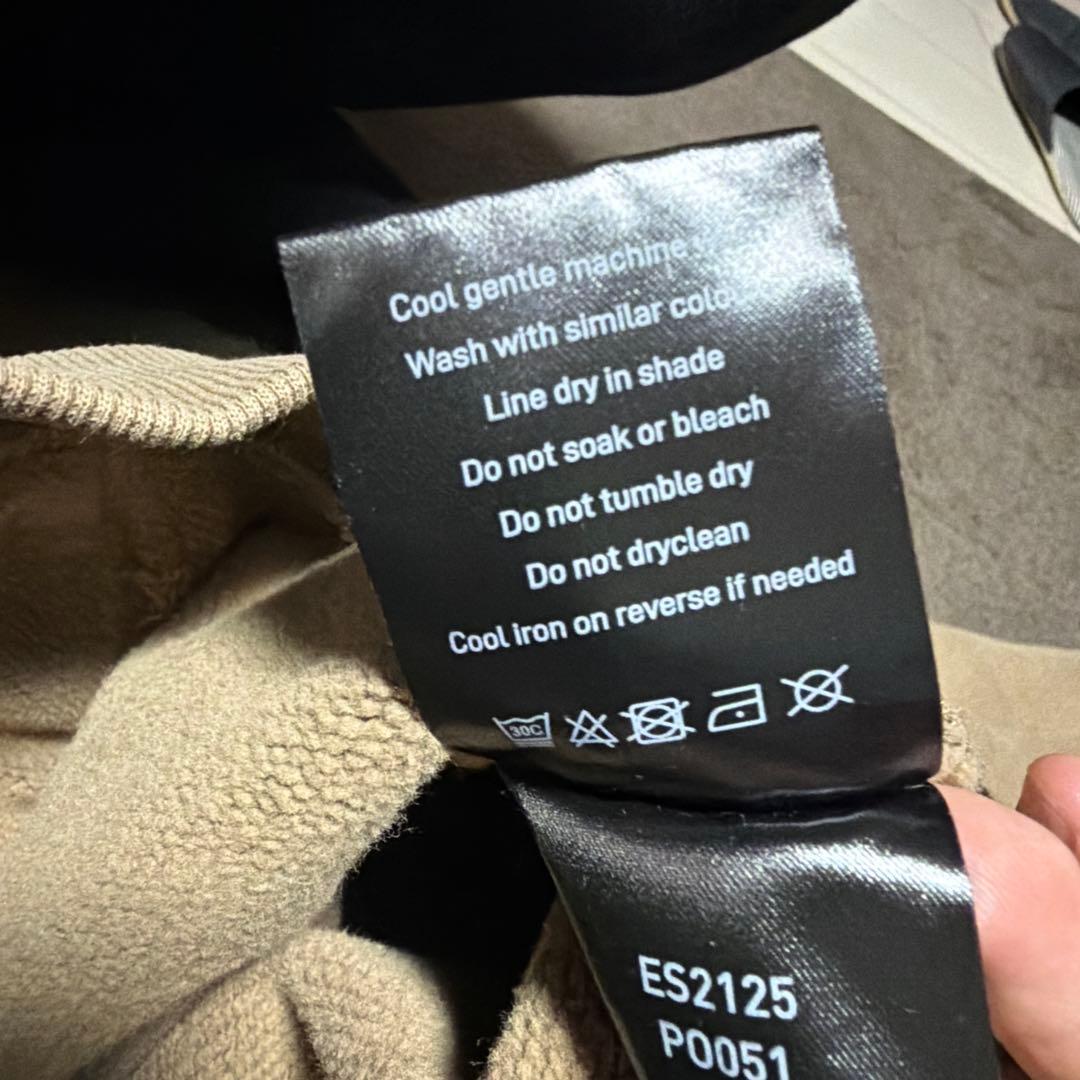 Cool gentle machine
Wash with similar
Line dry in shade
Do not soak or bleach
Do not tumble dry
Do not dryclean
Cool iron on reverse if needed
30C
ES2125
P0051